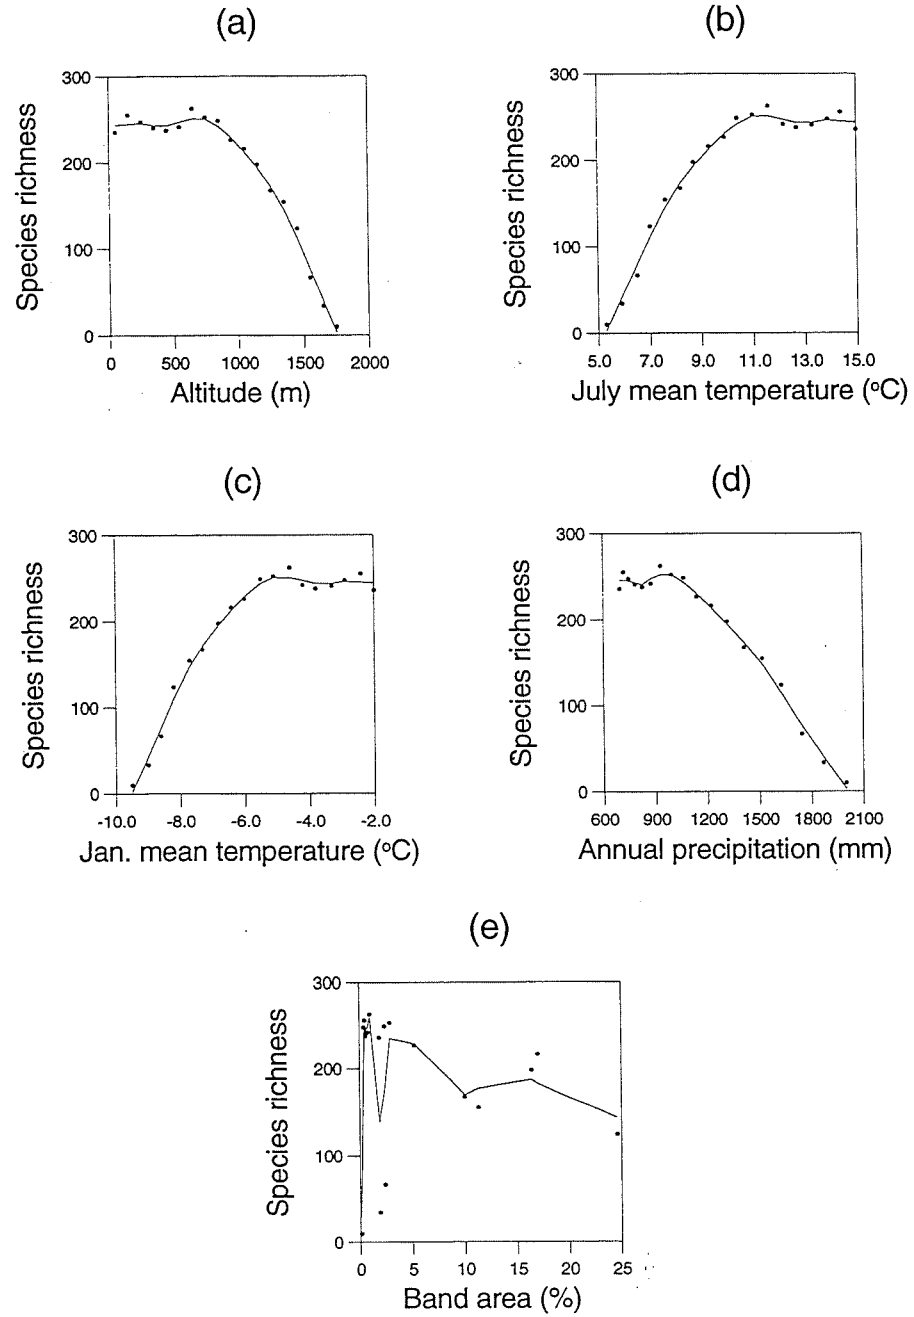 (a)
300
200
100
0
Species richness
0 500 1000 1500 2000
Altitude (m)
(b)
300
200
100
0
Species richness
5.0 7.0 9.0 11.0 13.0 15.0
July mean temperature (ºC)
(c)
300
200
100
0
Species richness
-10.0 -8.0 -6.0 -4.0 -2.0
Jan. mean temperature (ºC)
(d)
300
200
100
0
Species richness
600 900 1200 1500 1800 2100
Annual precipitation (mm)
(e)
300
200
100
0
Species richness
0 5 10 15 20 25
Band area (%)